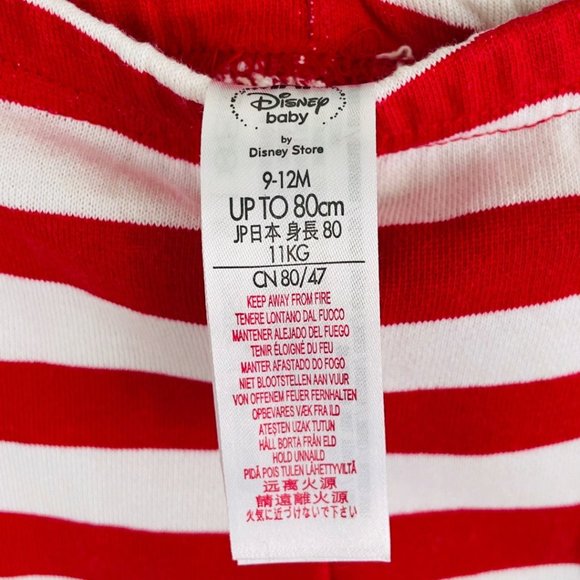 Disney
baby
by
Disney Store
9-12M
UP TO 80cm
JP日本 身長 80
11KG
CN 80/47
KEEP AWAY FROM FIRE
TENERE LONTANO DAL FUOCO
MANTENER ALEJADO DEL FUEGO
TENIR ÉLOIGNÉ DU FEU
MANTER AFASTADO DO FOGO
NIET BLOOTSTELLEN AAN VUUR
VON OFFENEM FEUER FERNHALTEN
OPBEVARES VÆK FRA ILD
ATESTEN UZAK TUTUN
HÅLL BORTA FRÅN ELD
HOLD UNNAILD
PIDÄ POIS TULEN LÄHETTYVILTÄ
远离火源
請遠離火源
火気に近づけないで下さい